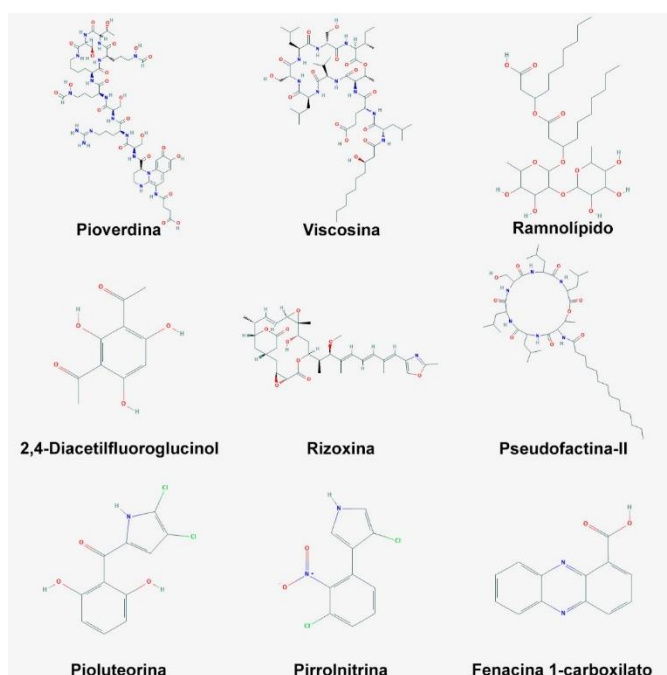 Pioverdina
Viscosina
Ramnolípido
2,4-Diacetilfluoroglucinol
Rizoxina
Pseudofactina-II
Pioluteorina
Pirrolnitrina
Fenacina 1-carboxilato